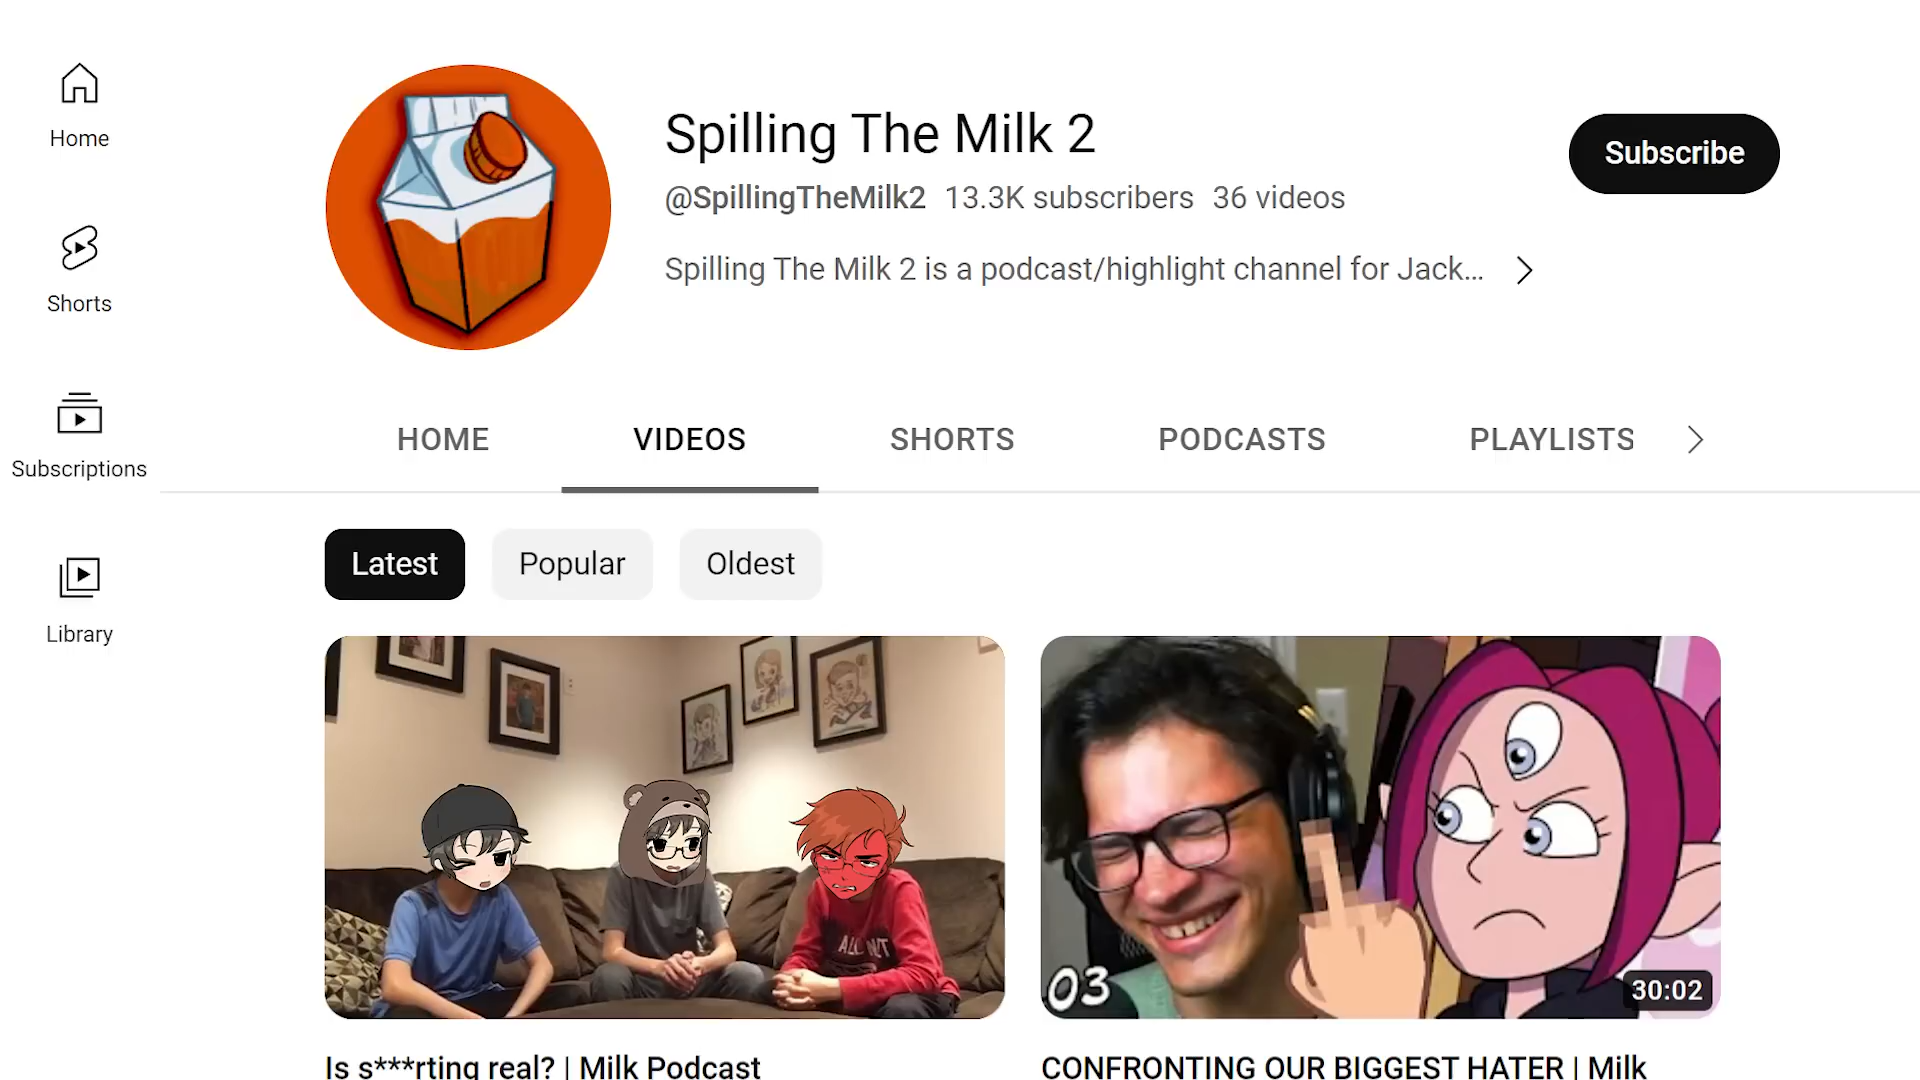 Home
Shorts
Subscriptions
Library
Spilling The Milk 2
@SpillingTheMilk2 13.3K subscribers 36 videos
Spilling The Milk 2 is a podcast/highlight channel for Jack...
Subscribe
HOME VIDEOS SHORTS PODCASTS PLAYLISTS
Latest Popular Oldest
03
30:02
Is s***rting real? | Milk Podcast
CONFRONTING OUR BIGGEST HATER | Milk